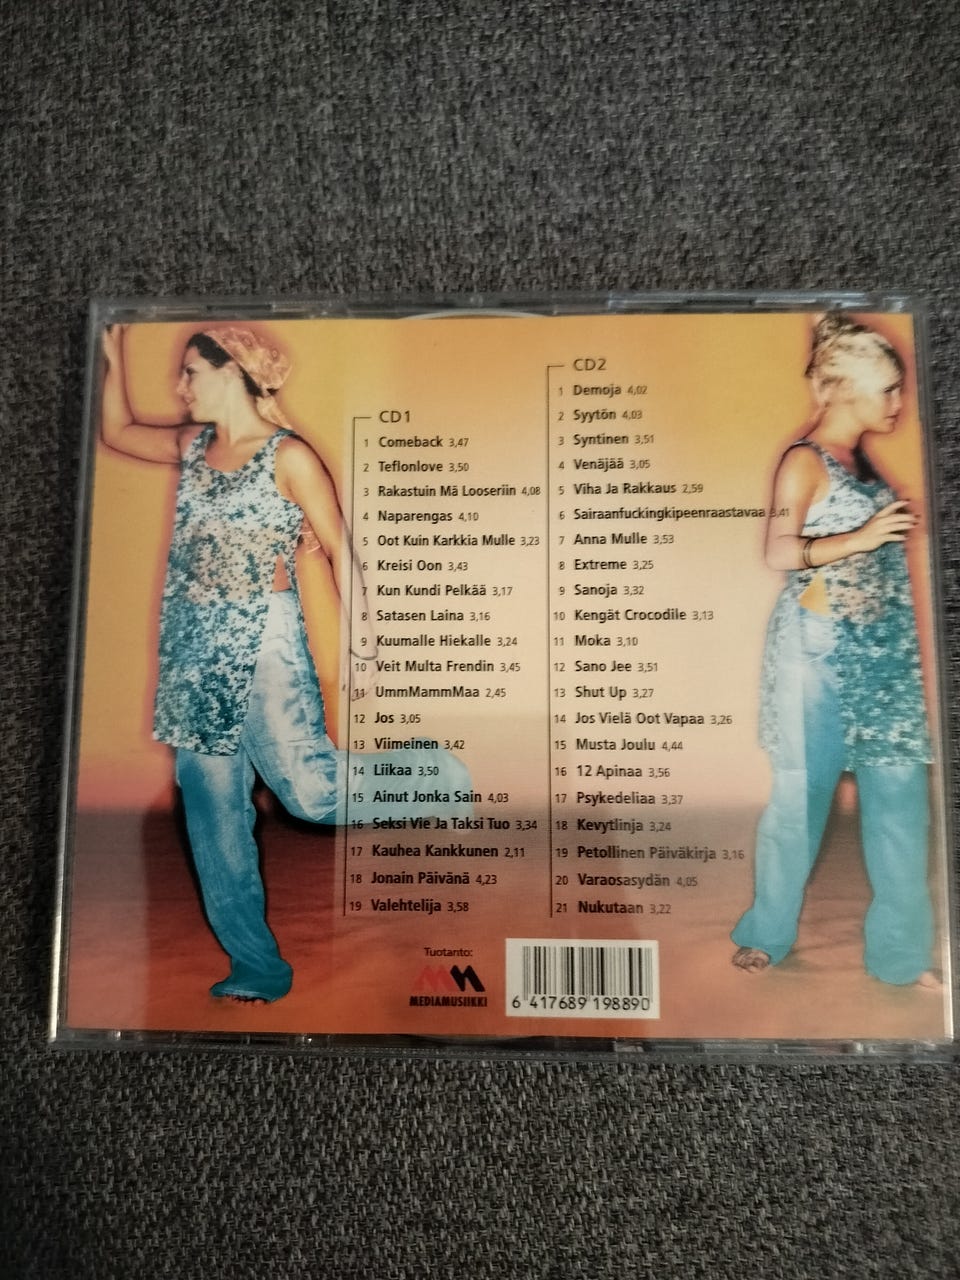 CD1
1 Comeback 3,47
2 Teflonlove 3,50
3 Rakastuin Mä Looseriin 4,08
4 Naparengas 4,10
5 Oot Kuin Karkkia Mulle 3,23
6 Kreisi Oon 3,43
7 Kun Kundi Pelkää 3,17
8 Satasen Laina 3,16
9 Kuumalle Hiekalle 3,24
10 Veit Multa Frendin 3,45
11 UmmMammMaa 2,45
12 Jos 3,05
13 Viimeinen 3,42
14 Liikaa 3,50
15 Ainut Jonka Sain 4,03
16 Seksi Vie Ja Taksi Tuo 3,34
17 Kauhea Kankkunen 2,11
18 Jonain Päivänä 4,23
19 Valehtelija 3,58
CD2
1 Demoja 4,02
2 Syytön 4,03
3 Syntinen 3,51
4 Venäjää 3,05
5 Viha Ja Rakkaus 2,59
6 Sairaanfuckingkipeenraastavaa 3,41
7 Anna Mulle 3,53
8 Extreme 3,25
9 Sanoja 3,32
10 Kengät Crocodile 3,13
11 Moka 3,10
12 Sano Jee 3,51
13 Shut Up 3,27
14 Jos Vielä Oot Vapaa 3,26
15 Musta Joulu 4,44
16 12 Apinaa 3,56
17 Psykedeliaa 3,37
18 Kevytlinja 3,24
19 Petollinen Päiväkirja 3,16
20 Varaosasydän 4,05
21 Nukutaan 3,22
Tuotanto:
MEDIAMUSIIKKI
6 417689 198890